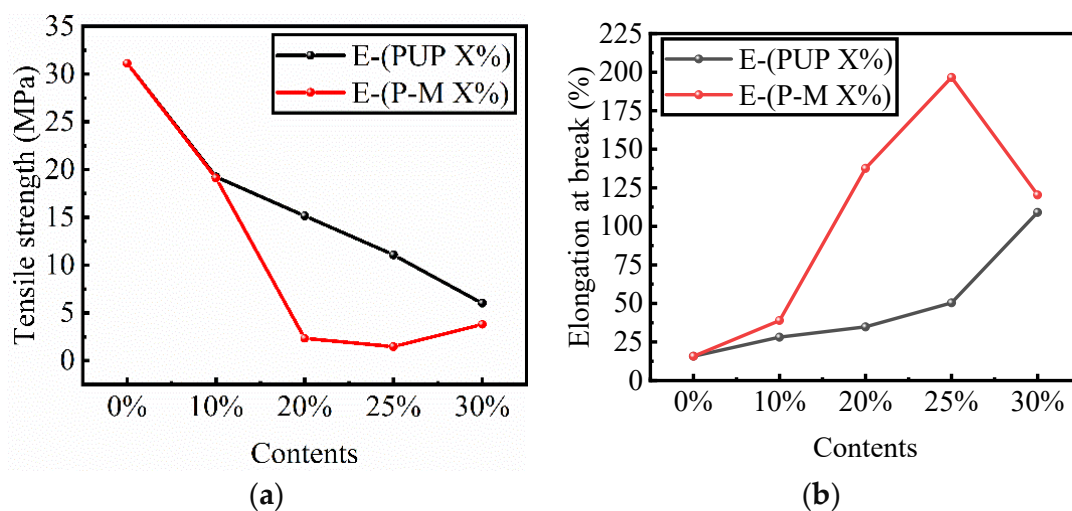 Tensile strength (MPa)
35
30
25
20
15
10
5
0
E-(PUP X%)
E-(P-M X%)
0% 10% 20% 25% 30%
Contents
(a)
Elongation at break (%)
225
200
175
150
125
100
75
50
25
0
E-(PUP X%)
E-(P-M X%)
0% 10% 20% 25% 30%
Contents
(b)